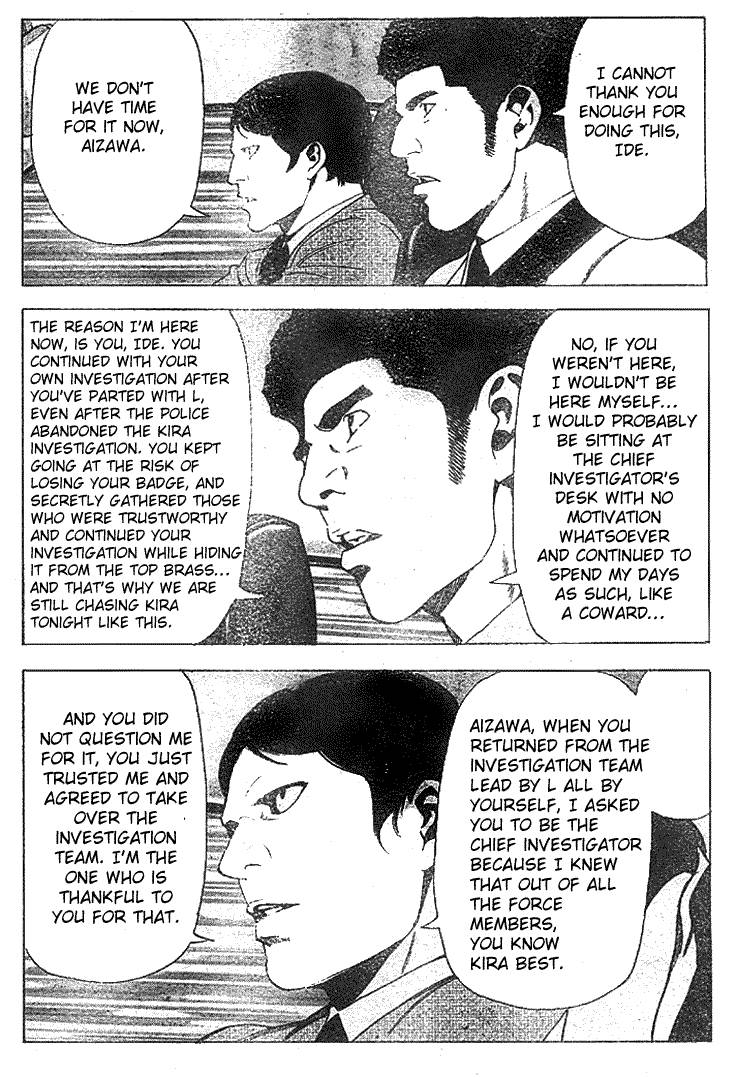 I CANNOT
THANK YOU
ENOUGH FOR
DOING THIS,
IDE.
WE DON'T
HAVE TIME
FOR IT NOW,
AIZAWA.
NO, IF YOU
WEREN'T HERE,
I WOULDN'T BE
HERE MYSELF...
I WOULD PROBABLY
BE SITTING AT
THE CHIEF
INVESTIGATOR'S
DESK WITH NO
MOTIVATION
WHATSOEVER
AND CONTINUED TO
SPEND MY DAYS
AS SUCH, LIKE
A COWARD...
THE REASON I'M HERE
NOW, IS YOU, IDE. YOU
CONTINUED WITH YOUR
OWN INVESTIGATION AFTER
YOU'VE PARTED WITH L,
EVEN AFTER THE POLICE
ABANDONED THE KIRA
INVESTIGATION. YOU KEPT
GOING AT THE RISK OF
LOSING YOUR BADGE, AND
SECRETLY GATHERED THOSE
WHO WERE TRUSTWORTHY
AND CONTINUED YOUR
INVESTIGATION WHILE HIDING
IT FROM THE TOP BRASS...
AND THAT'S WHY WE ARE
STILL CHASING KIRA
TONIGHT LIKE THIS.
AIZAWA, WHEN YOU
RETURNED FROM THE
INVESTIGATION TEAM
LEAD BY L ALL BY
YOURSELF, I ASKED
YOU TO BE THE
CHIEF INVESTIGATOR
BECAUSE I KNEW
THAT OUT OF ALL
THE FORCE
MEMBERS,
YOU KNOW
KIRA BEST.
AND YOU DID
NOT QUESTION ME
FOR IT, YOU JUST
TRUSTED ME AND
AGREED TO TAKE
OVER THE
INVESTIGATION
TEAM. I'M THE
ONE WHO IS
THANKFUL TO
YOU FOR THAT.